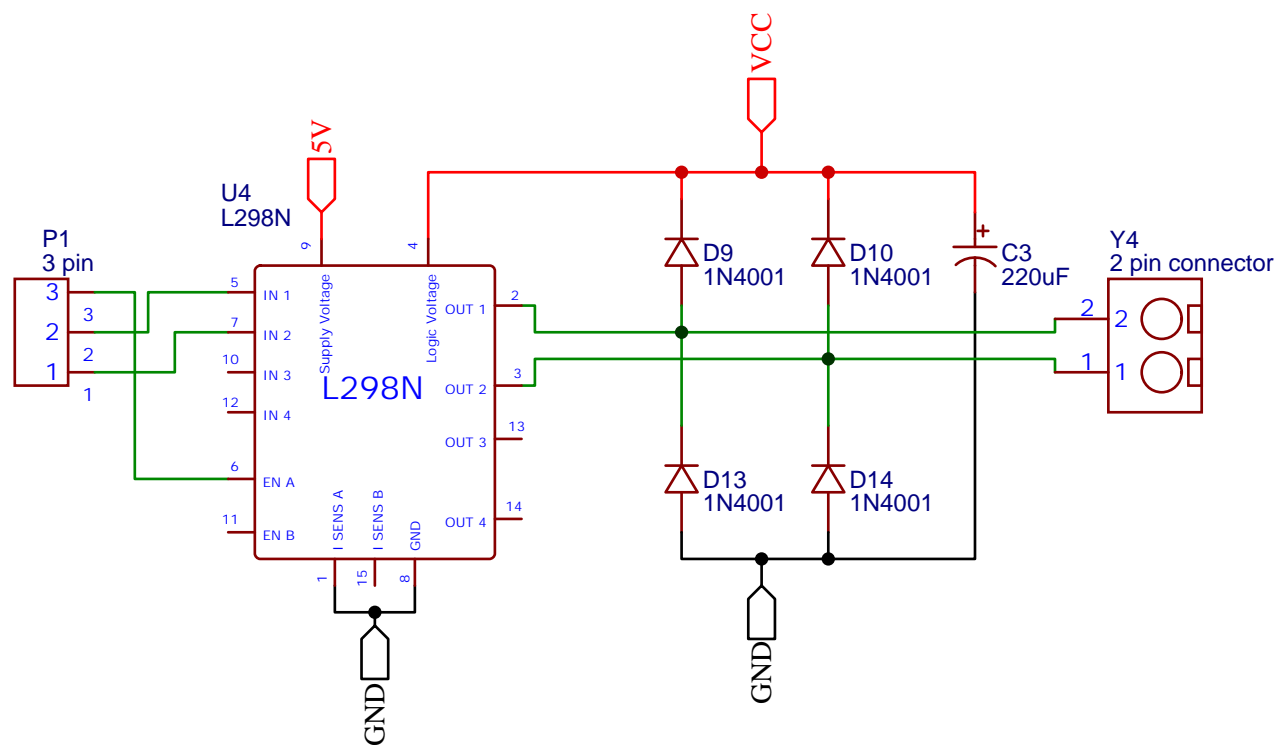 VCC
5V
U4
L298N
P1
3 pin
3
2
1
3
2
1
9
4
5
IN 1
7
IN 2
10
IN 3
12
IN 4
6
EN A
11
EN B
Supply Voltage
Logic Voltage
L298N
OUT 1
2
OUT 2
3
OUT 3
13
OUT 4
14
I SENS A
I SENS B
GND
1
15
8
GND
D9
1N4001
D10
1N4001
+
C3
220uF
D13
1N4001
D14
1N4001
GND
Y4
2 pin connector
2
2
1
1